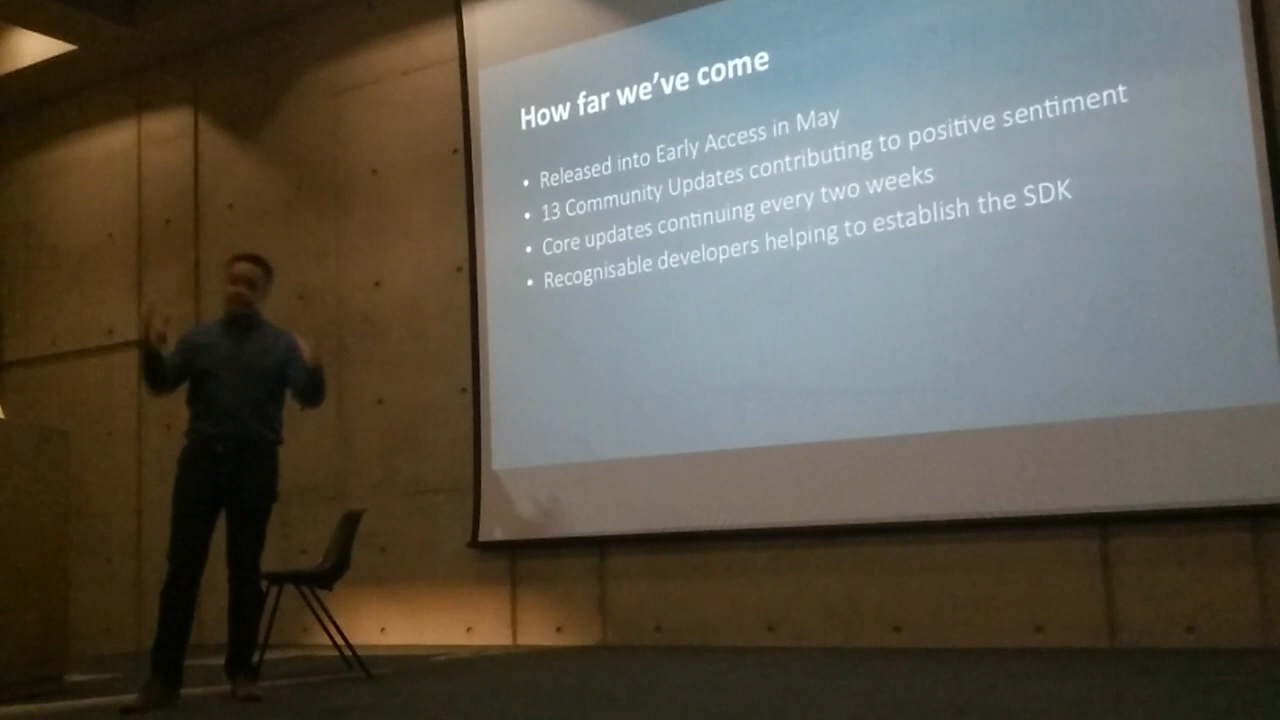 How far we've come
• Released into Early Access in May
• 13 Community Updates contributing to positive sentiment
• Core updates continuing every two weeks
• Recognisable developers helping to establish the SDK